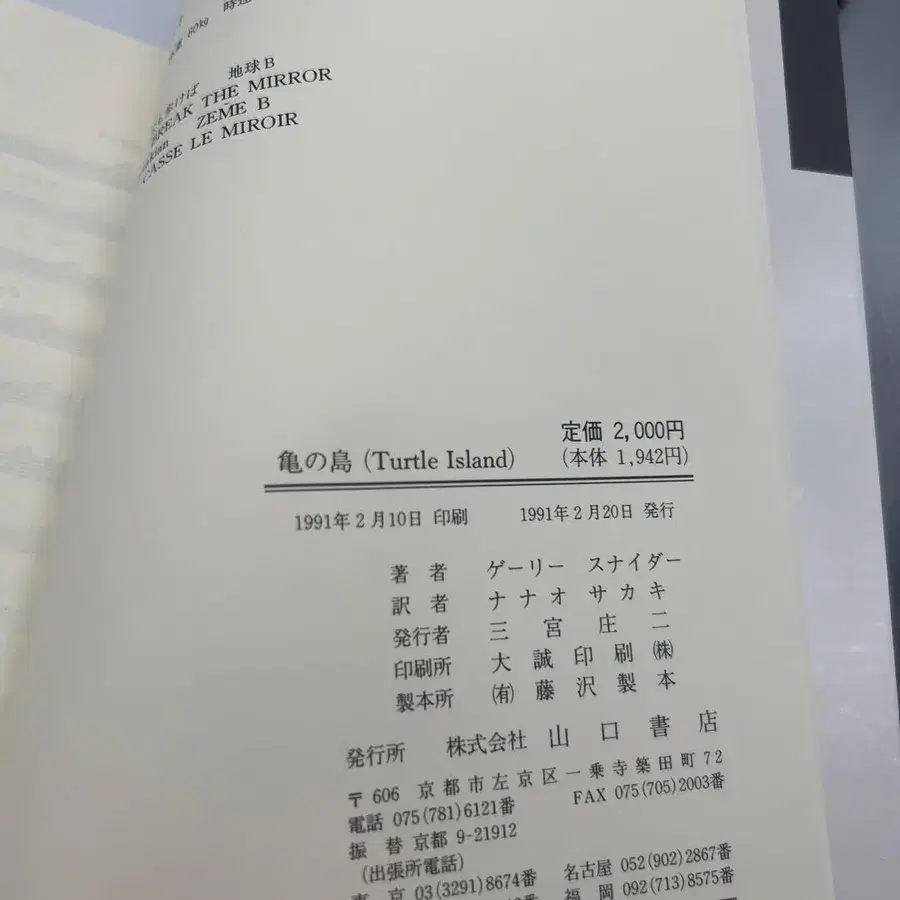 60kg
地球B
BREAK THE MIRROR
ZEME B
CASSE LE MIROIR
定価 2,000円
亀の島 (Turtle Island) (本体 1,942円)
1991年2月10日 印刷 1991年2月20日 発行
著者 ゲーリー スナイダー
訳者 ナナオ サカキ
発行者 三宮庄二
印刷所 大誠印刷㈱
製本所 ㈲藤沢製本
発行所 株式会社 山口書店
〒606 京都市左京区一乗寺築田町72
電話 075(781)6121番 FAX 075(705)2003番
振替 京都 9-21912
(出張所電話)
東京 03(3291)8674番 名古屋 052(902)2867番
福岡 092(713)8575番